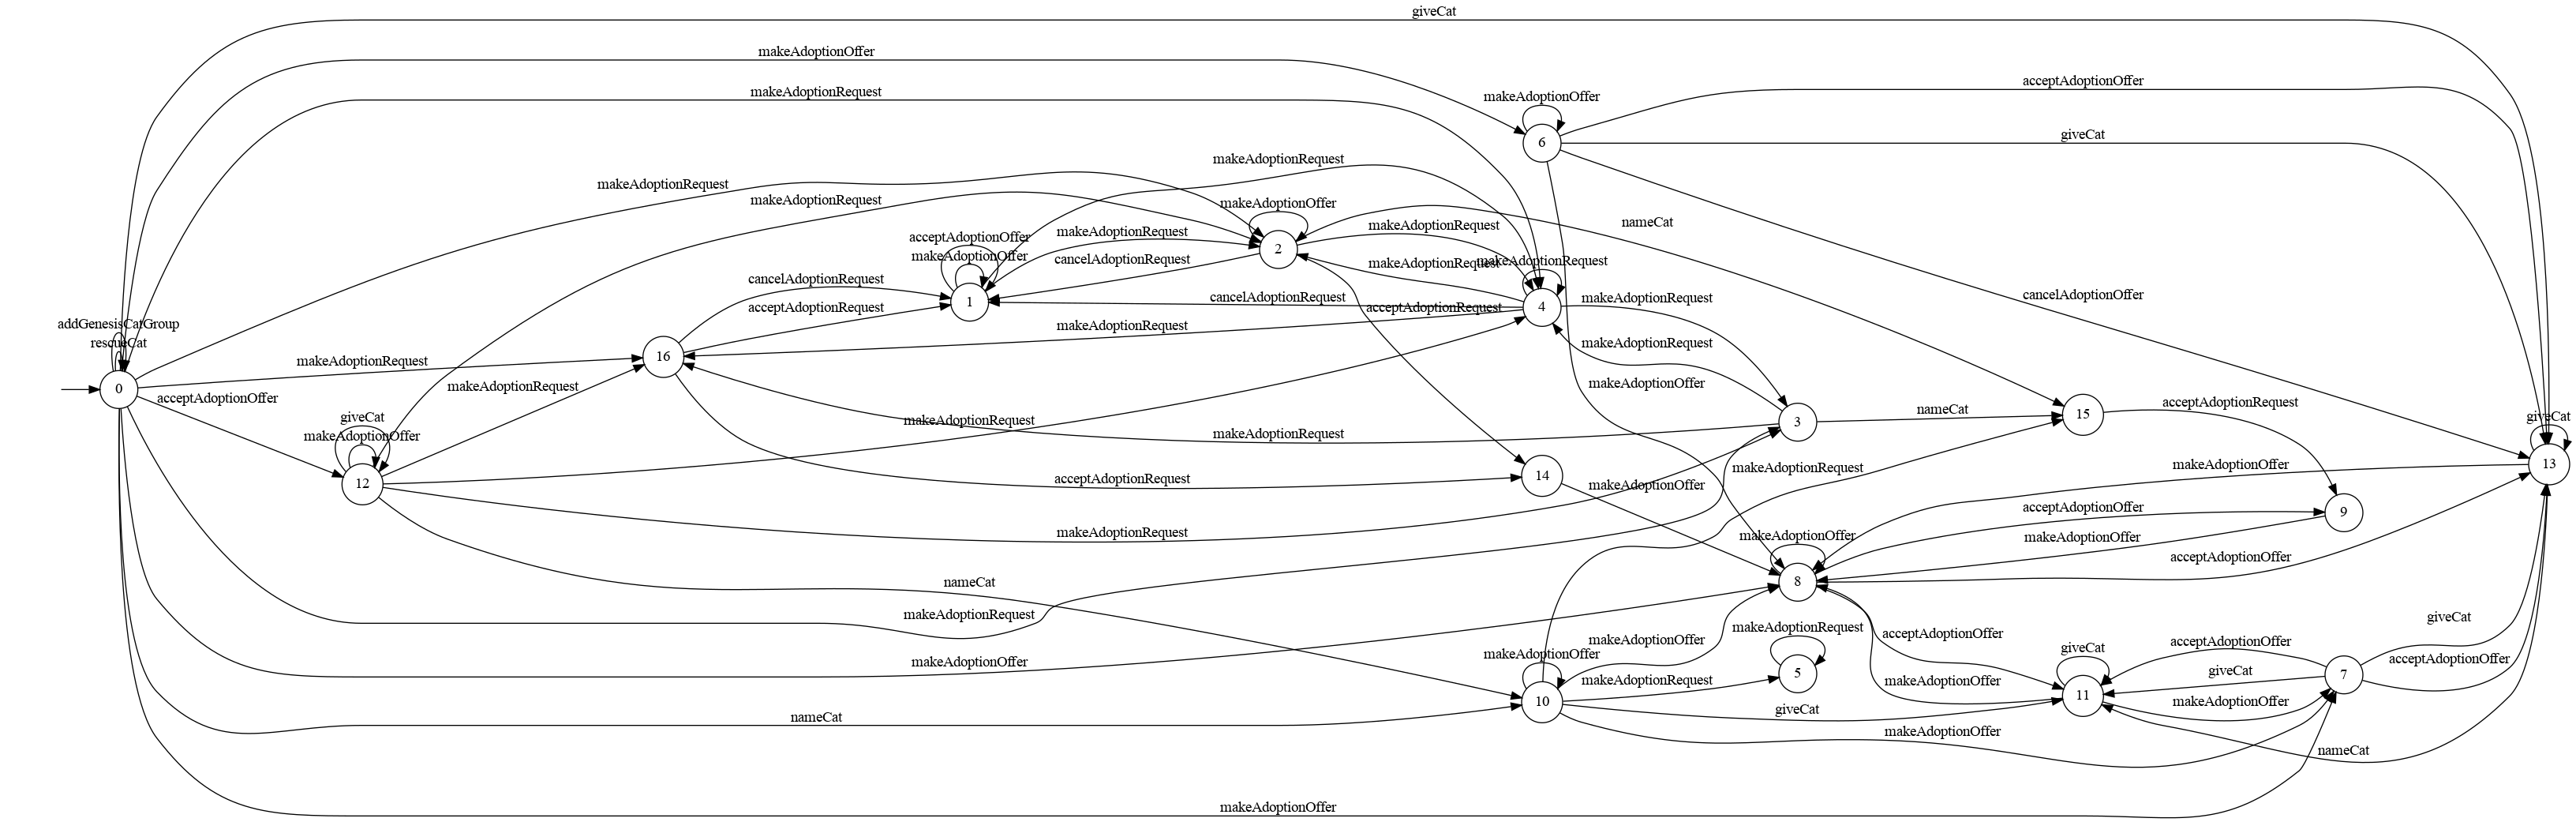 giveCat
makeAdoptionOffer
makeAdoptionRequest
acceptAdoptionOffer
makeAdoptionOffer
6
giveCat
makeAdoptionRequest
makeAdoptionRequest
makeAdoptionRequest
makeAdoptionOffer
nameCat
makeAdoptionRequest
makeAdoptionRequest
acceptAdoptionOffer
2
makeAdoptionOffer
cancelAdoptionRequest
makeAdoptionRequest
makeAdoptionRequest
cancelAdoptionRequest
1
cancelAdoptionRequest
makeAdoptionRequest
cancelAdoptionOffer
acceptAdoptionRequest
acceptAdoptionRequest
4
addGenesisCatGroup
makeAdoptionRequest
rescueCat
makeAdoptionRequest
16
makeAdoptionRequest
0
makeAdoptionRequest
makeAdoptionOffer
acceptAdoptionOffer
acceptAdoptionRequest
nameCat
15
giveCat
giveCat
makeAdoptionRequest
3
makeAdoptionOffer
makeAdoptionRequest
13
makeAdoptionRequest
makeAdoptionOffer
acceptAdoptionRequest
14
12
makeAdoptionOffer
acceptAdoptionOffer
9
makeAdoptionRequest
makeAdoptionOffer
makeAdoptionOffer
acceptAdoptionOffer
nameCat
8
makeAdoptionRequest
giveCat
makeAdoptionRequest
acceptAdoptionOffer
makeAdoptionOffer
giveCat
acceptAdoptionOffer
makeAdoptionOffer
makeAdoptionOffer
acceptAdoptionOffer
5
giveCat
7
makeAdoptionRequest
makeAdoptionOffer
11
10
makeAdoptionOffer
giveCat
nameCat
makeAdoptionOffer
nameCat
makeAdoptionOffer